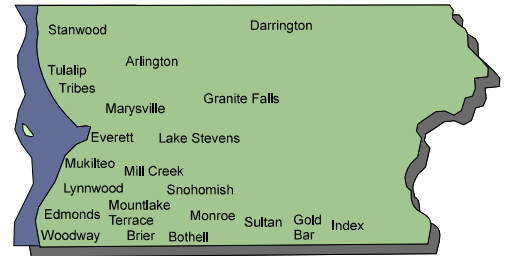 Darrington
Stanwood
Arlington
Tulalip
Tribes
Granite Falls
Marysville
Everett
Lake Stevens
Mukilteo
Mill Creek
Lynnwood
Snohomish
Mountlake
Terrace
Edmonds
Monroe
Sultan
Gold
Bar
Index
Woodway
Brier
Bothell